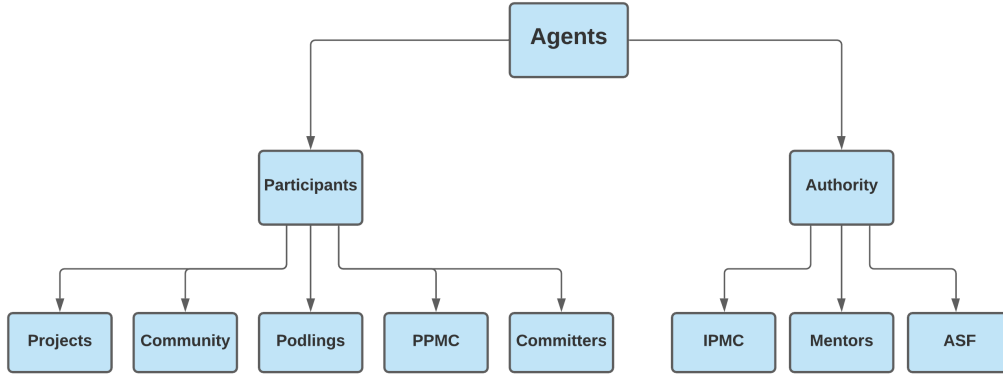 Agents
Participants
Authority
Projects
Community
Podlings
PPMC
Committers
IPMC
Mentors
ASF